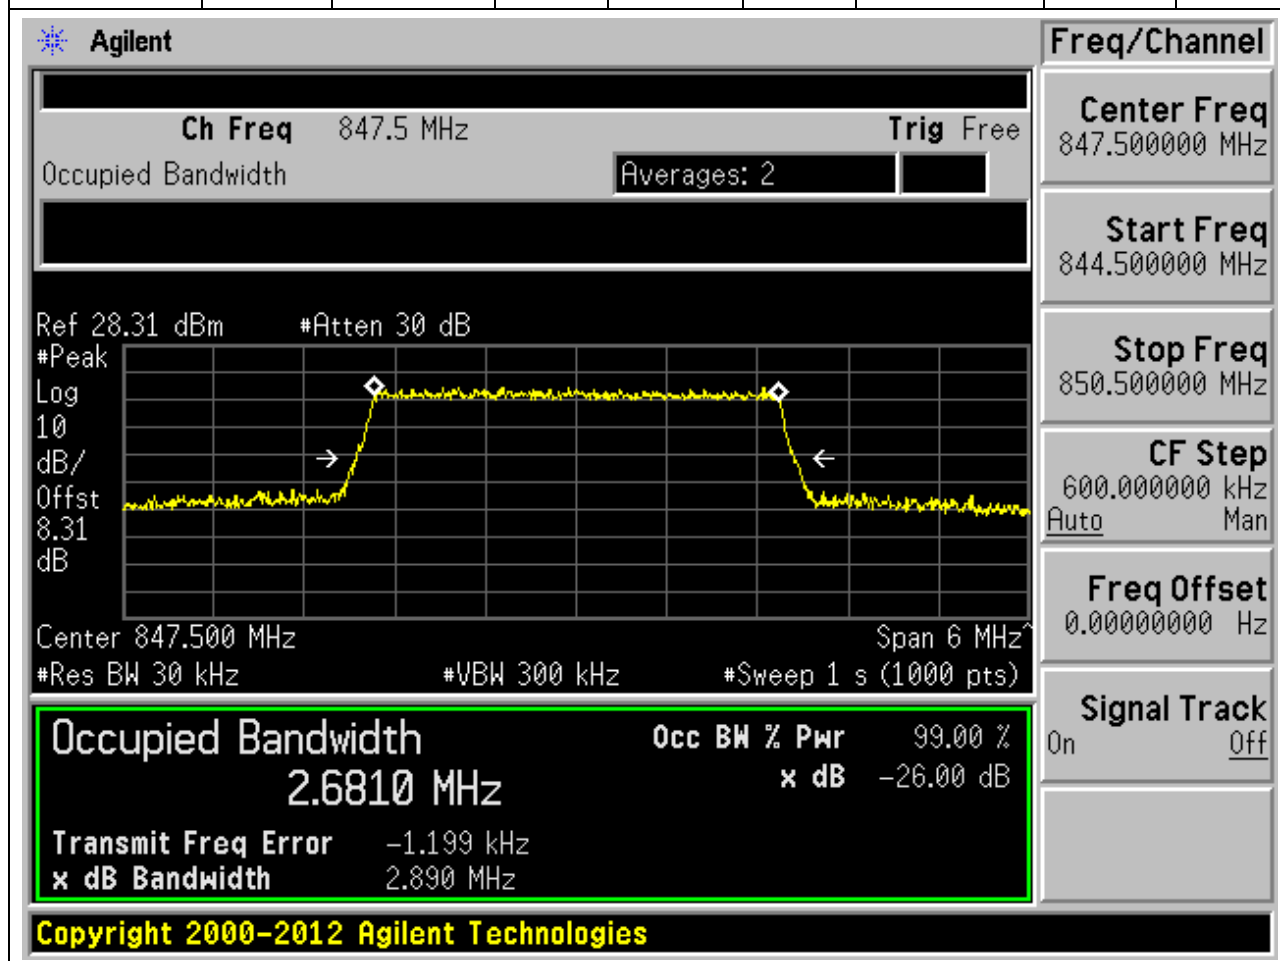 Agilent
Freq/Channel
Ch Freq 847.5 MHz Trig Free
Occupied Bandwidth Averages: 2
Center Freq
847.500000 MHz
Start Freq
844.500000 MHz
Ref 28.31 dBm #Atten 30 dB
#Peak
Log
10
dB/
Offst
8.31
dB
Stop Freq
850.500000 MHz
CF Step
600.000000 kHz
Auto Man
Freq Offset
0.00000000 Hz
Center 847.500 MHz Span 6 MHz^
#Res BW 30 kHz #VBW 300 kHz #Sweep 1 s (1000 pts)
Signal Track
On Off
Occupied Bandwidth Occ BW % Pwr 99.00 %
2.6810 MHz x dB -26.00 dB
Transmit Freq Error -1.199 kHz
x dB Bandwidth 2.890 MHz
Copyright 2000-2012 Agilent Technologies